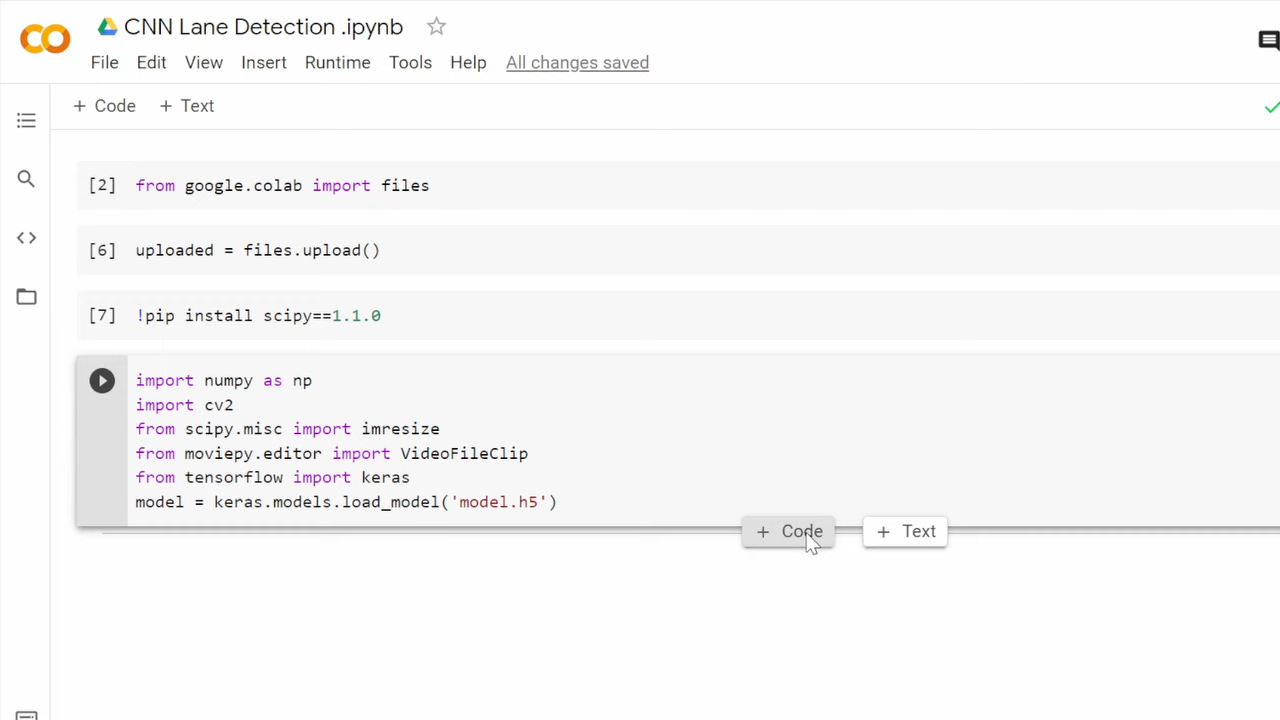 CNN Lane Detection .ipynb
File Edit View Insert Runtime Tools Help All changes saved
+ Code + Text
[2] from google.colab import files
[6] uploaded = files.upload()
[7] !pip install scipy==1.1.0
import numpy as np
import cv2
from scipy.misc import imresize
from moviepy.editor import VideoFileClip
from tensorflow import keras
model = keras.models.load_model('model.h5')
+ Code + Text